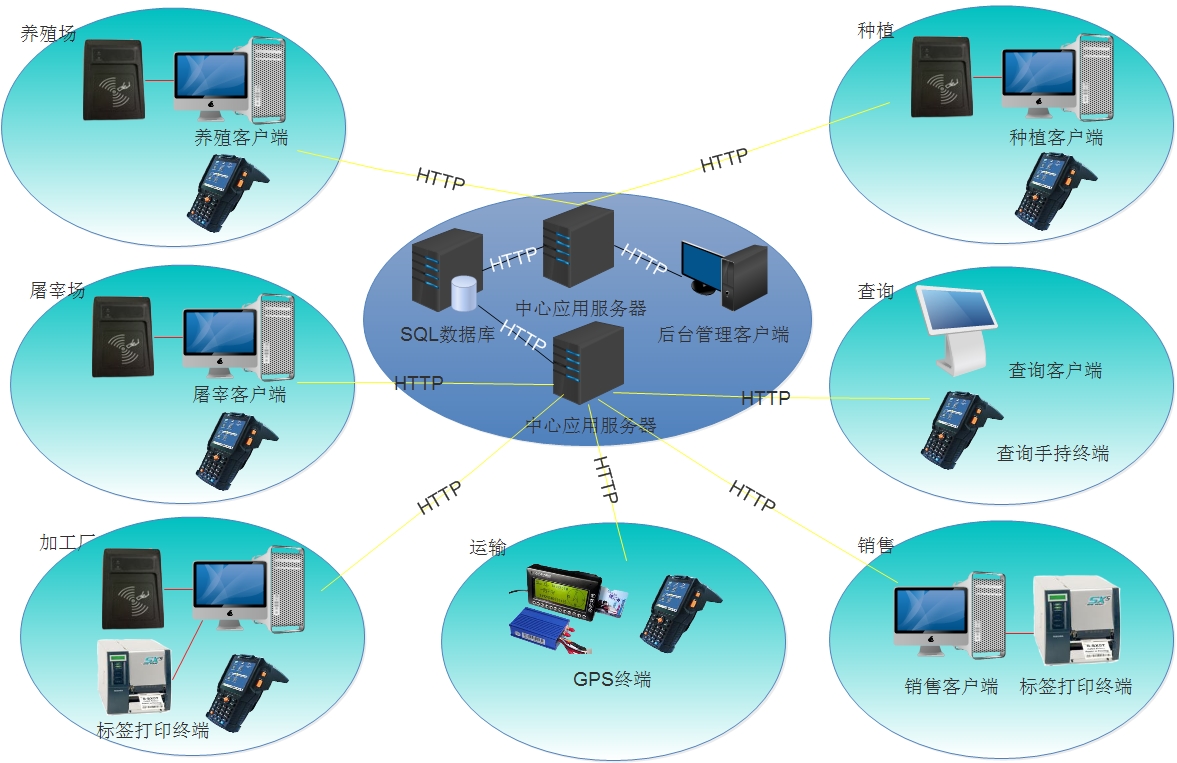 养殖场
养殖客户端
种植
种植客户端
HTTP
HTTP
HTTP
HTTP
中心应用服务器
SQL数据库
后台管理客户端
HTTP
中心应用服务器
屠宰场
屠宰客户端
HTTP
查询
查询客户端
HTTP
查询手持终端
HTTP
HTTP
HTTP
加工厂
标签打印终端
运输
GPS终端
销售
SX5
销售客户端
标签打印终端